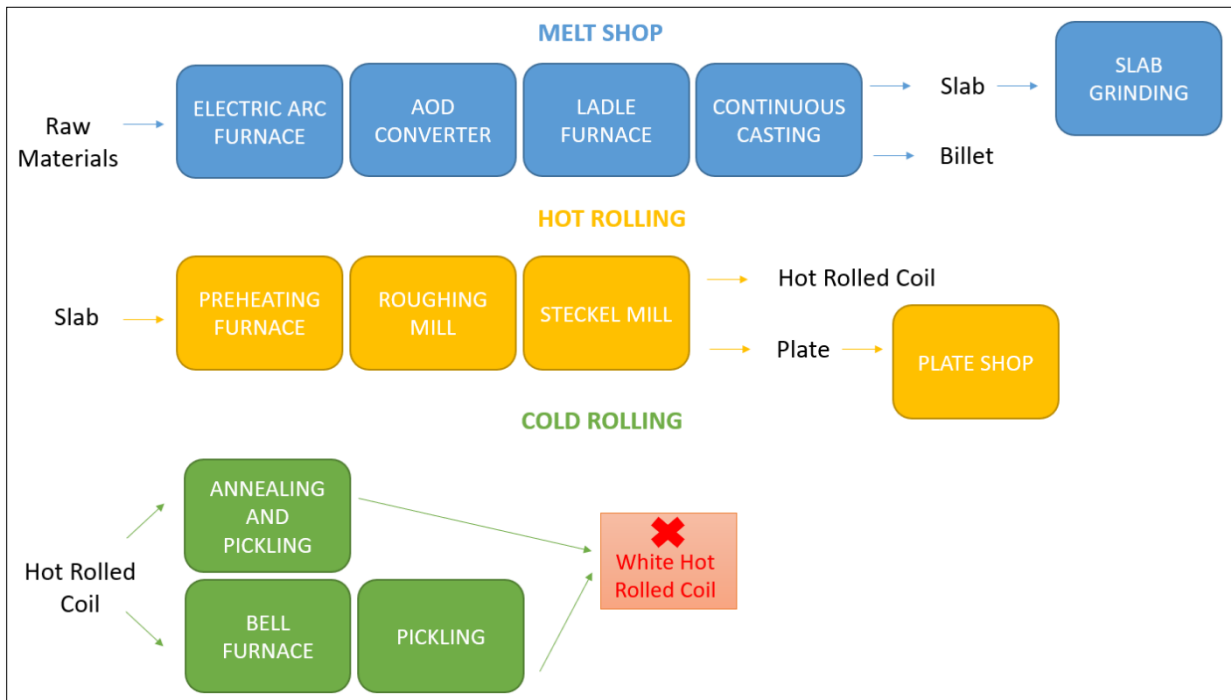 MELT SHOP
Raw
Materials
ELECTRIC ARC
FURNACE
AOD
CONVERTER
LADLE
FURNACE
CONTINUOUS
CASTING
Slab
Billet
SLAB
GRINDING
HOT ROLLING
Slab
PREHEATING
FURNACE
ROUGHING
MILL
STECKEL MILL
Hot Rolled Coil
Plate
PLATE SHOP
COLD ROLLING
Hot Rolled
Coil
ANNEALING
AND
PICKLING
BELL
FURNACE
PICKLING
White Hot
Rolled Coil